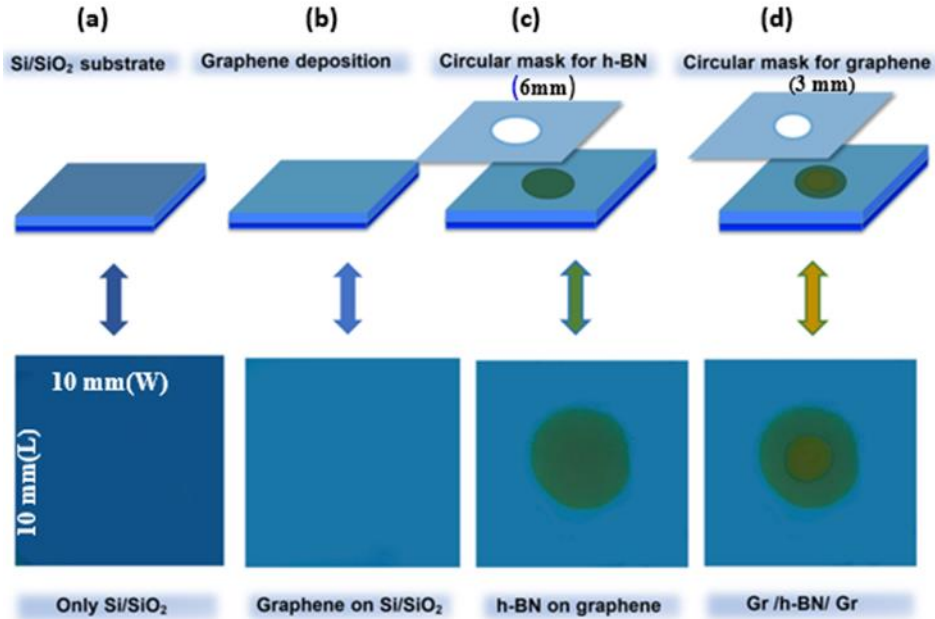 (a)
(b)
(c)
(d)
Si/SiO₂ substrate
Graphene deposition
Circular mask for h-BN
(6mm)
Circular mask for graphene
(3 mm)
10 mm(W)
10 mm(L)
Only Si/SiO₂
Graphene on Si/SiO₂
h-BN on graphene
Gr /h-BN/ Gr